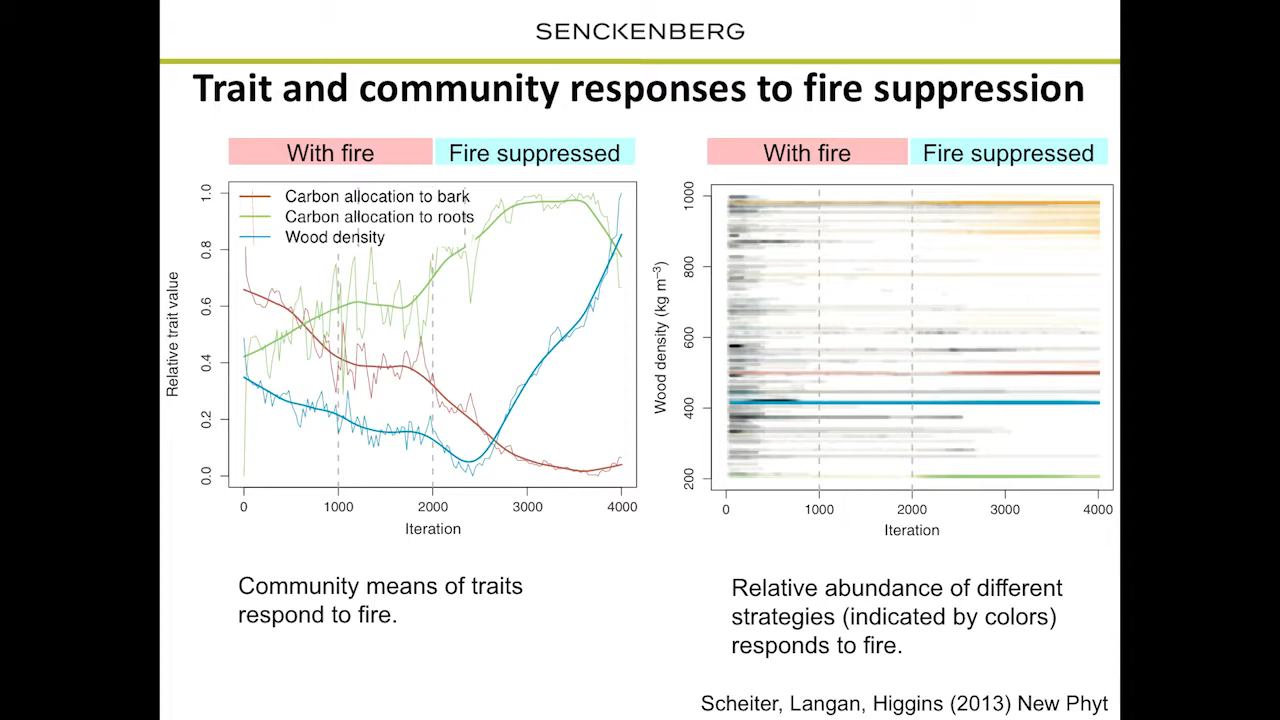 SENCKENBERG
Trait and community responses to fire suppression
With fire
Fire suppressed
Carbon allocation to bark
Carbon allocation to roots
Wood density
Relative trait value
1.0
0.8
0.6
0.4
0.2
0.0
0
1000
2000
3000
4000
Iteration
Community means of traits
respond to fire.
With fire
Fire suppressed
Wood density (kg m⁻³)
1000
800
600
400
200
0
1000
2000
3000
4000
Iteration
Relative abundance of different
strategies (indicated by colors)
responds to fire.
Scheiter, Langan, Higgins (2013) New Phyt